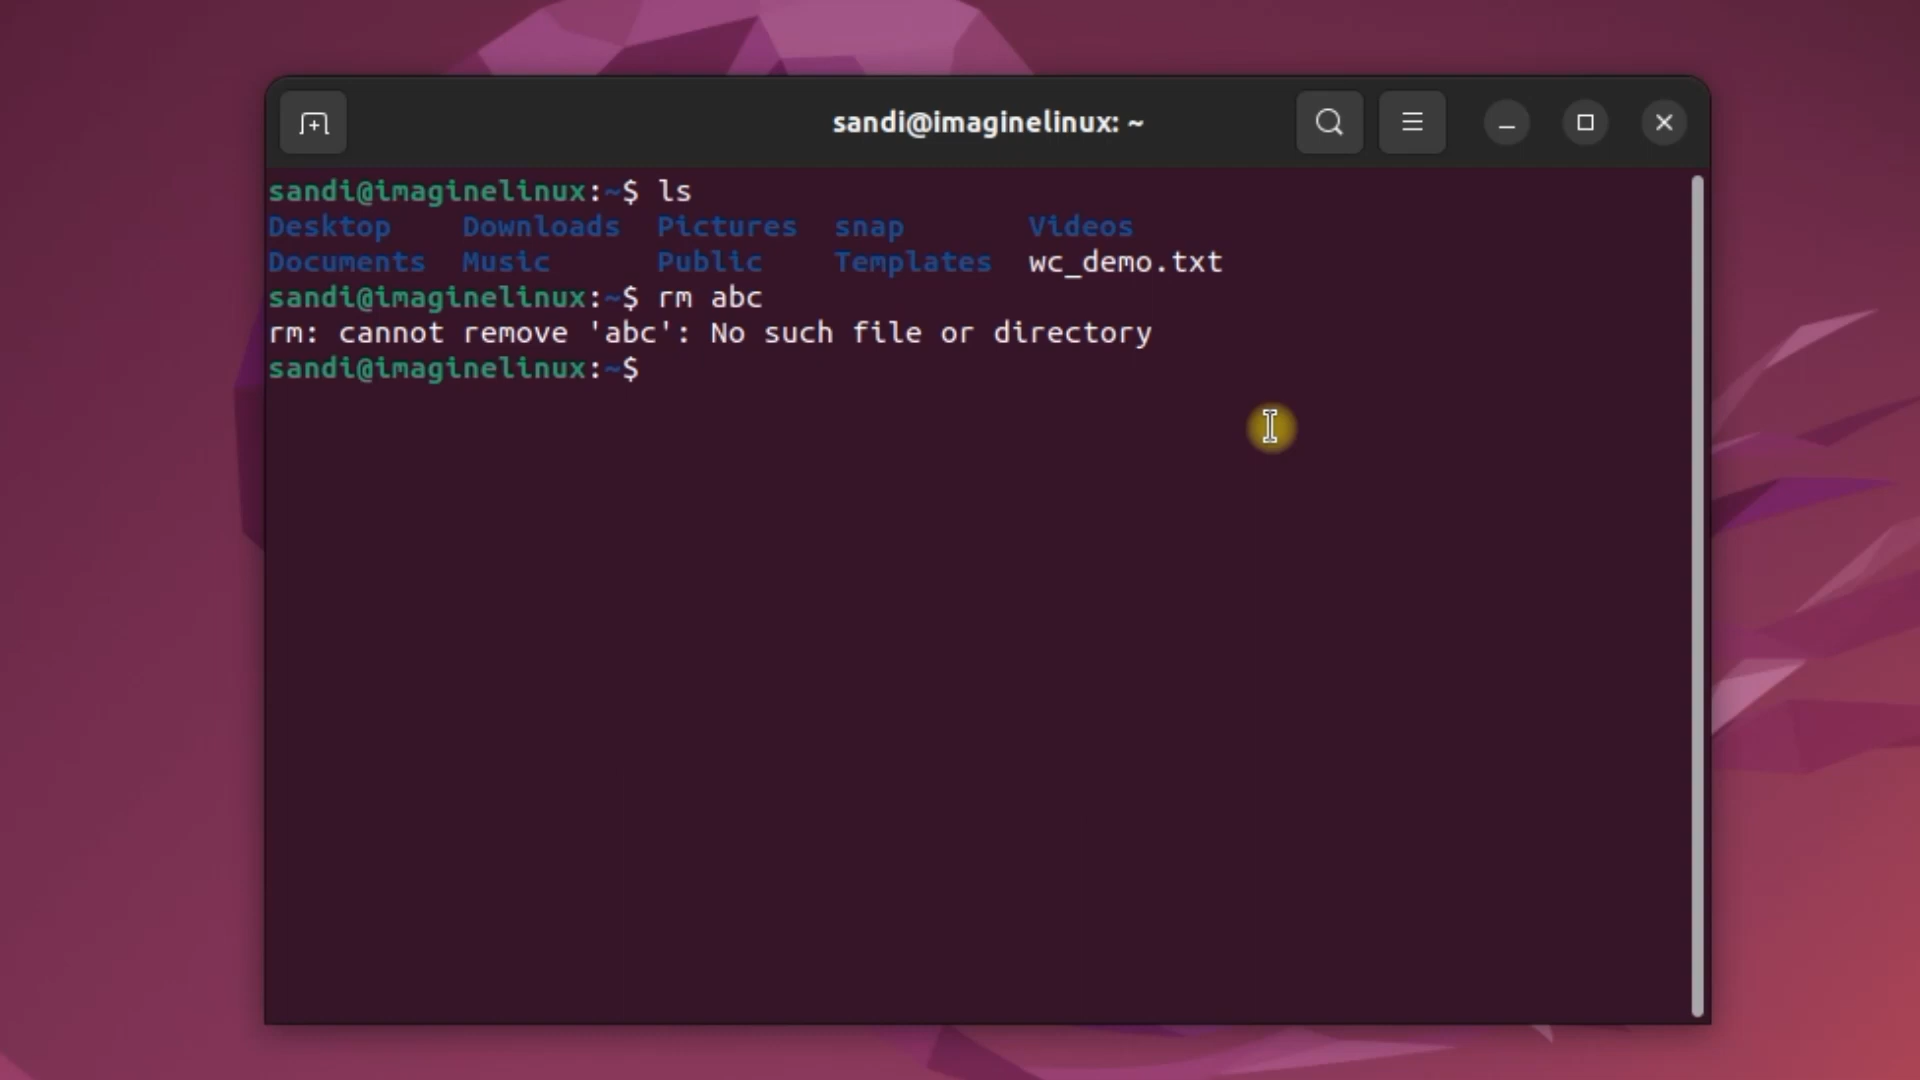 sandi@imaginelinux: ~
sandi@imaginelinux:~$ ls
Desktop    Downloads  Pictures  snap       Videos
Documents  Music      Public    Templates  wc_demo.txt
sandi@imaginelinux:~$ rm abc
rm: cannot remove 'abc': No such file or directory
sandi@imaginelinux:~$